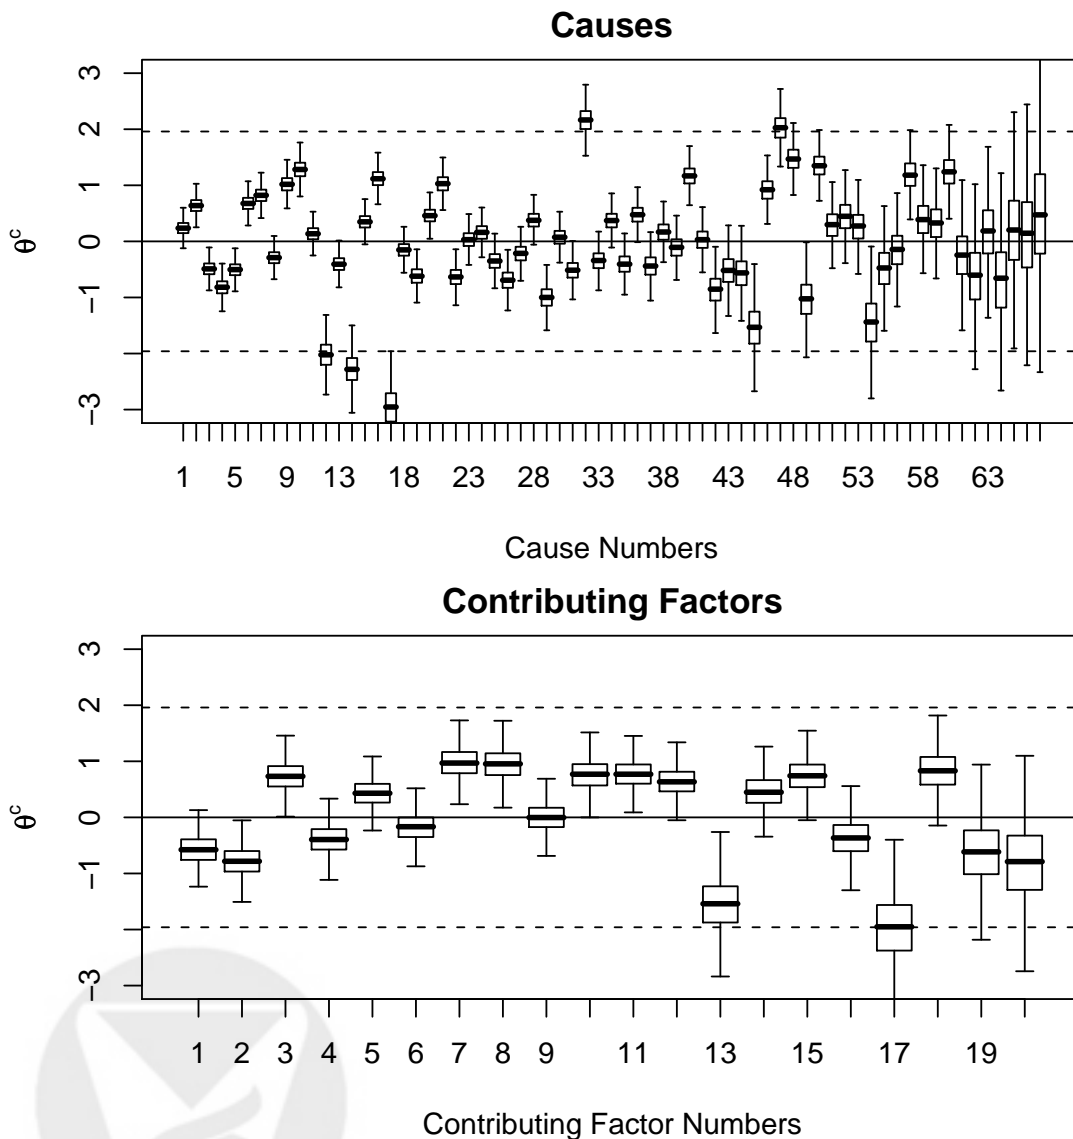 Causes
3
2
1
0
−1
−3
θc
1 5 9 13 18 23 28 33 38 43 48 53 58 63
Cause Numbers
Contributing Factors
3
2
1
0
−1
−3
θc
1 2 3 4 5 6 7 8 9 11 13 15 17 19
Contributing Factor Numbers